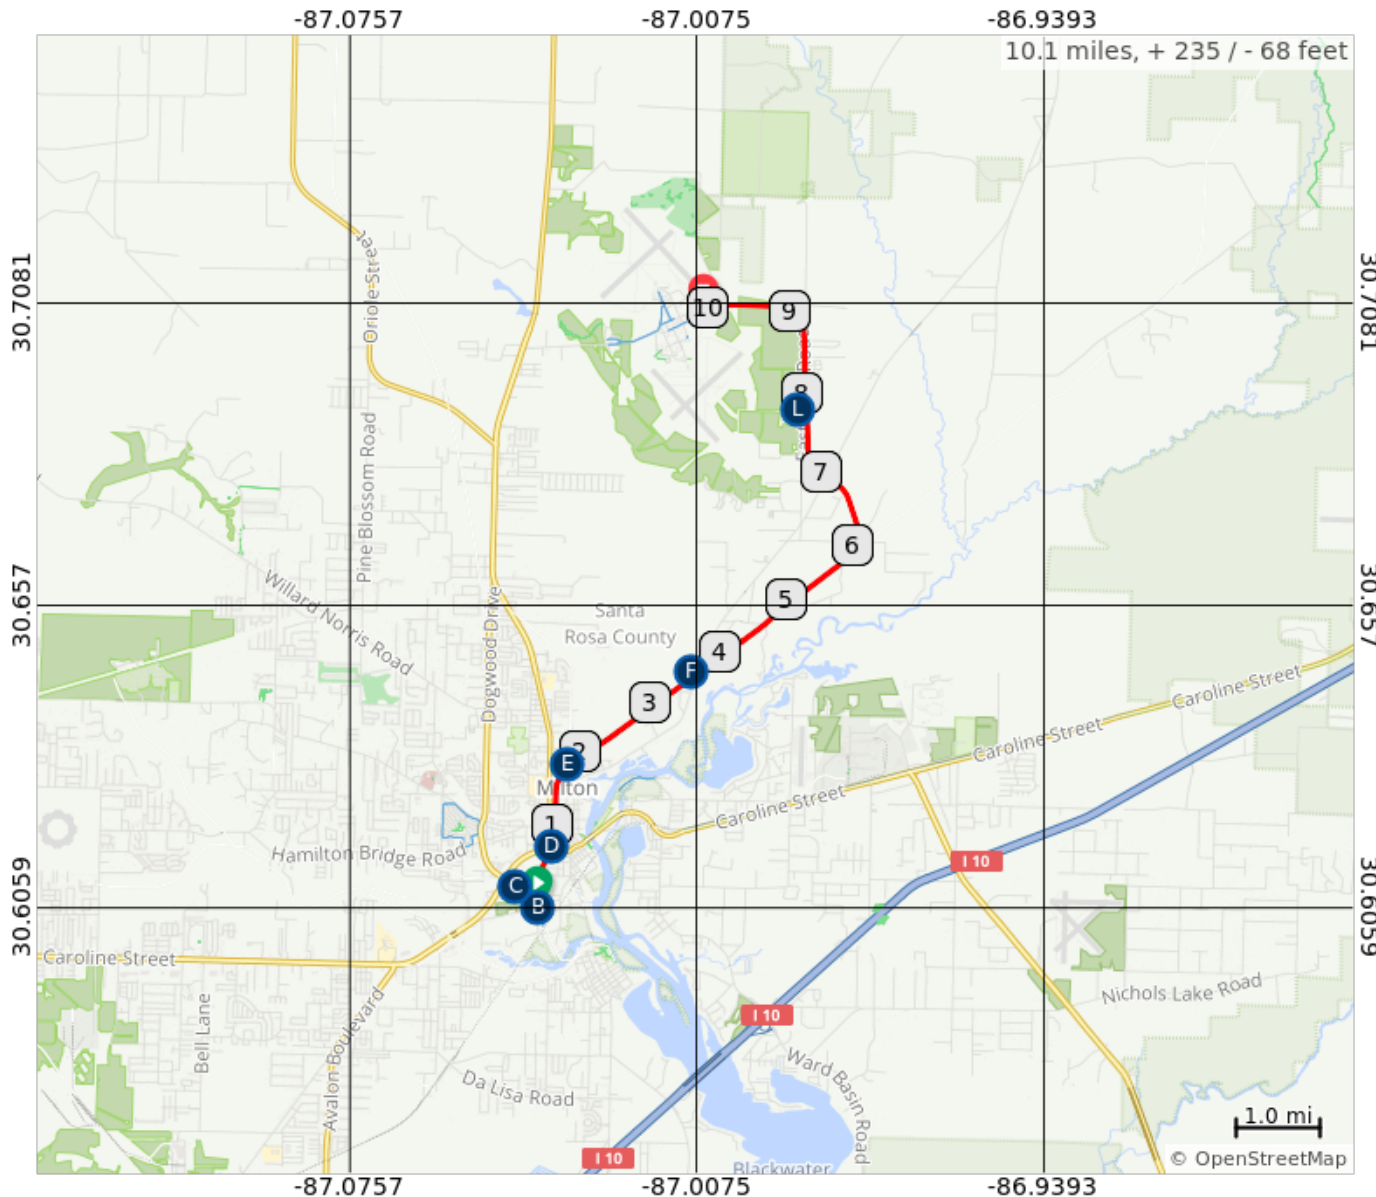 -87.0757
-87.0075
-86.9393
10.1 miles, + 235 / - 68 feet
Oriole Street
30.7081
30.7081
10
9
8
L
Pine Blossom Road
7
6
Willard Norris Road
Dogwood Drive
30.657
30.657
5
Santa
Rosa County
4
F
Caroline Street
3
2
E
Caroline Street
Milton
Caroline Street
1
D
Hamilton Bridge Road
I 10
C
B
30.6059
30.6059
Caroline Street
Nichols Lake Road
Bell Lane
Avalon Boulevard
I 10
Ward Basin Road
Da Lisa Road
1.0 mi
I 10
Blackwater
© OpenStreetMap
-87.0757
-87.0075
-86.9393